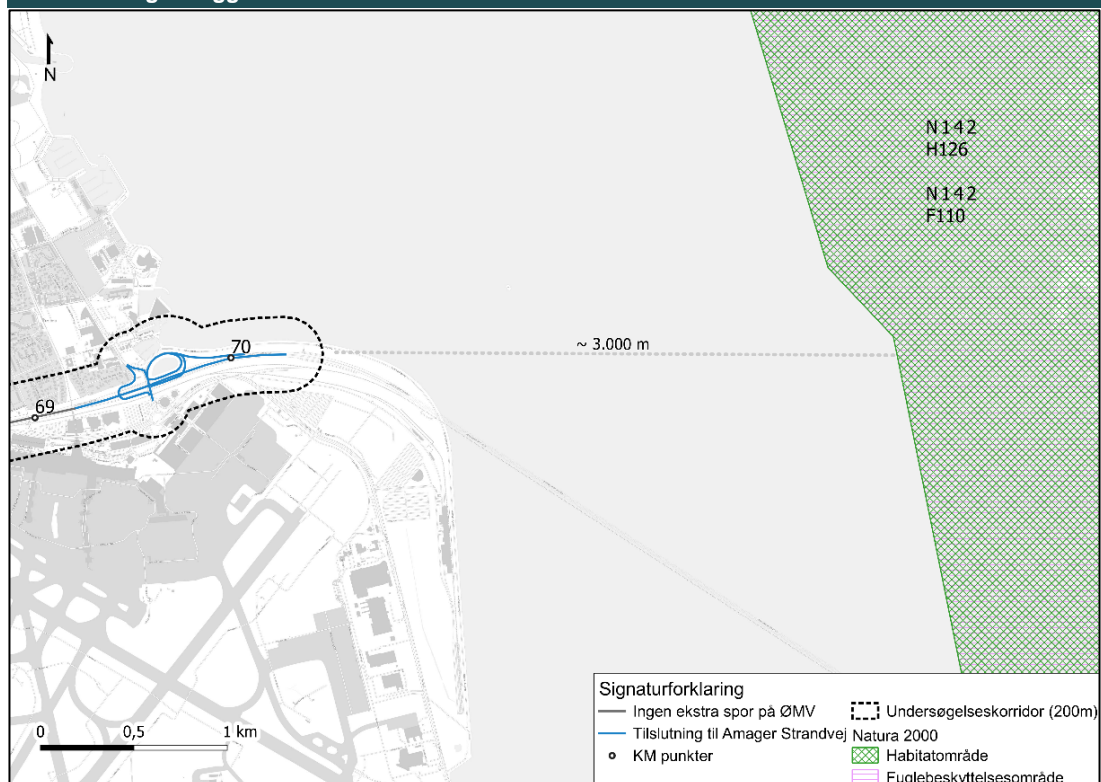 N
N142
H126
N142
F110
~ 3.000 m
70
69
0 0,5 1 km
Signaturforklaring
Ingen ekstra spor på ØMV
Tilslutning til Amager Strandvej
KM punkter
Undersøgelseskorridor (200m)
Natura 2000
Habitatområde
Fuglebeskyttelsesområde